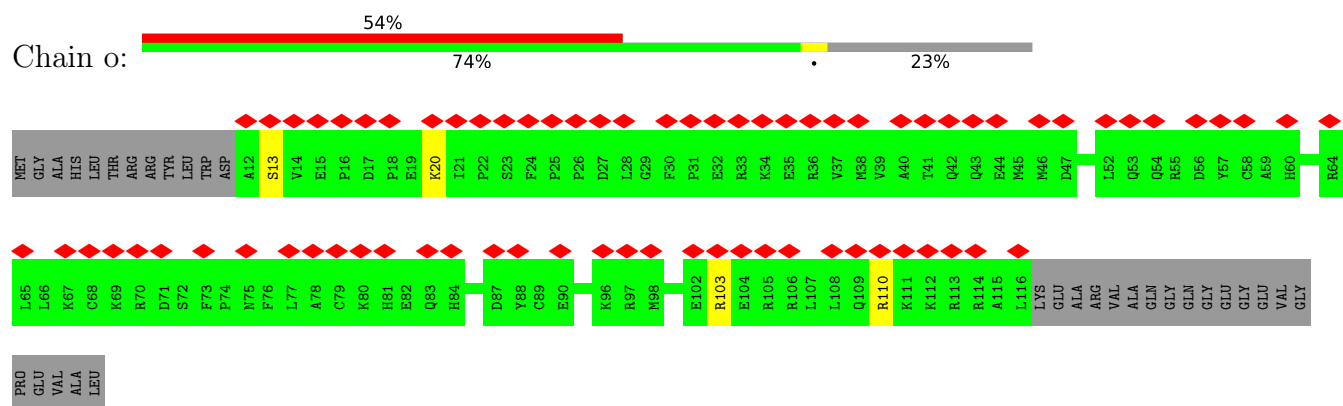 54%
Chain o:
74%
•
23%
MET GLY ALA HIS LEU THR ARG ARG TYR LEU TRP ASP A12 S13 V14 E15 P16 D17 P18 E19 K20 I21 P22 S23 F24 P25 P26 D27 L28 G29 F30 P31 E32 R33 K34 E35 R36 V37 M38 V39 A40 T41 Q42 Q43 E44 M45 M46 D47 L52 Q53 Q54 R55 D56 Y57 C58 A59 H60 R64
L65 L66 K67 C68 K69 R70 D71 S72 F73 P74 N75 F76 L77 A78 C79 K80 H81 E82 Q83 H84 D87 Y88 C89 E90 K96 R97 M98 E102 R103 E104 R105 R106 L107 L108 Q109 R110 K111 K112 R113 R114 A115 L116 LYS GLU ALA ARG VAL ALA GLN GLY GLN GLY GLU GLY GLU VAL GLY
PRO GLU VAL ALA LEU